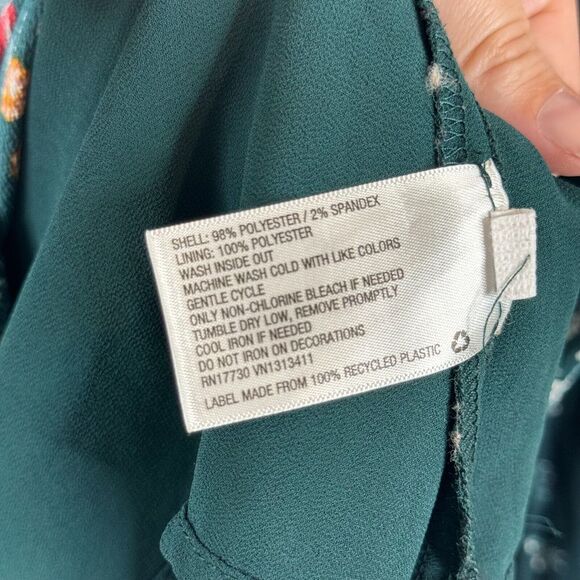 SHELL: 98% POLYESTER / 2% SPANDEX
LINING: 100% POLYESTER
WASH INSIDE OUT
MACHINE WASH COLD WITH LIKE COLORS
GENTLE CYCLE
ONLY NON-CHLORINE BLEACH IF NEEDED
TUMBLE DRY LOW, REMOVE PROMPTLY
COOL IRON IF NEEDED
DO NOT IRON ON DECORATIONS
RN17730 VN1313411
LABEL MADE FROM 100% RECYCLED PLASTIC